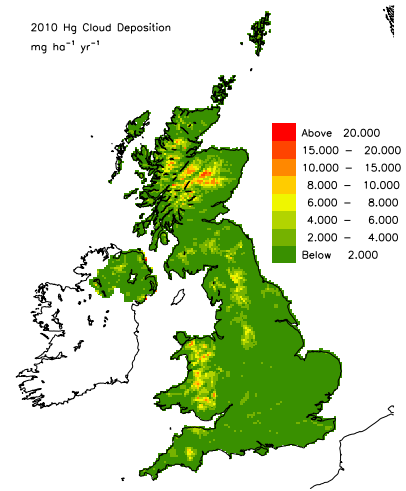 2010 Hg Cloud Deposition
mg ha⁻¹ yr⁻¹
Above 20.000
15.000 – 20.000
10.000 – 15.000
8.000 – 10.000
6.000 – 8.000
4.000 – 6.000
2.000 – 4.000
Below 2.000